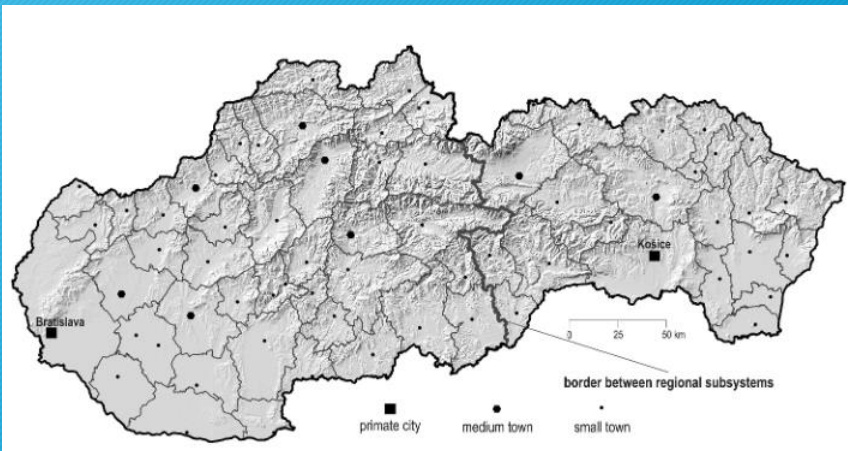 Košice
Bratislava
0 25 50 km
border between regional subsystems
primate city medium town small town